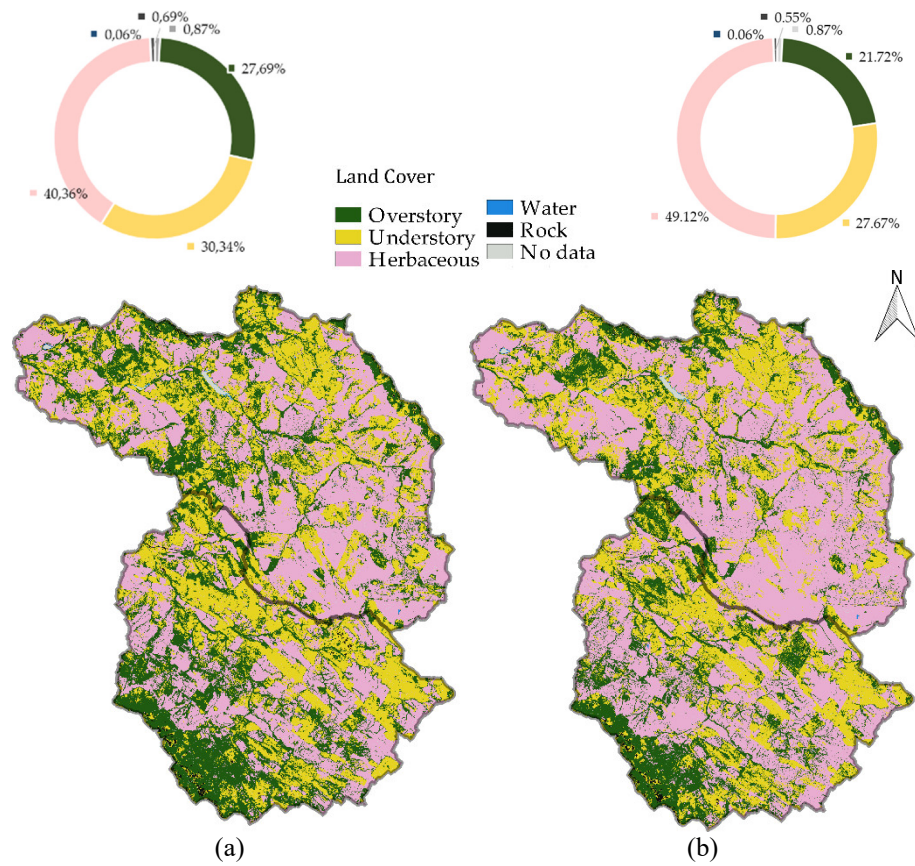 0,69%
0,06%
0,87%
27,69%
40,36%
30,34%
0.55%
0.06%
0.87%
21.72%
49.12%
27.67%
Land Cover
Overstory
Water
Understory
Rock
Herbaceous
No data
N
(a)
(b)